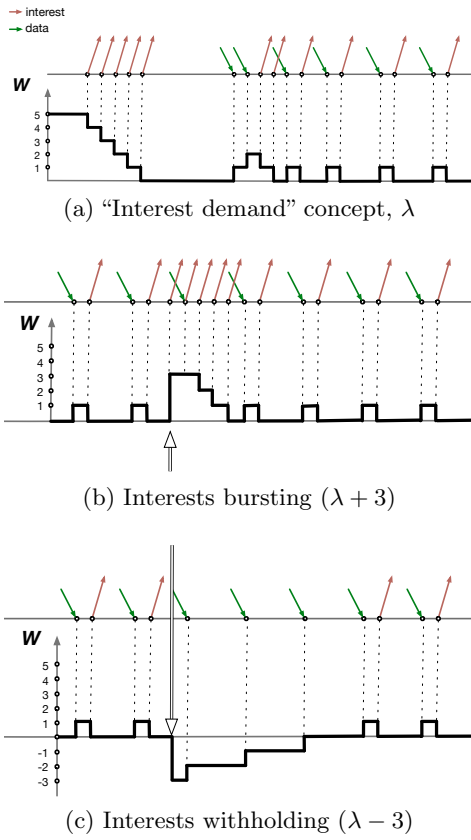 interest
data
W
5
4
3
2
1
(a) “Interest demand” concept, λ
W
5
4
3
2
1
(b) Interests bursting (λ + 3)
W
5
4
3
2
1
-1
-2
-3
(c) Interests withholding (λ − 3)